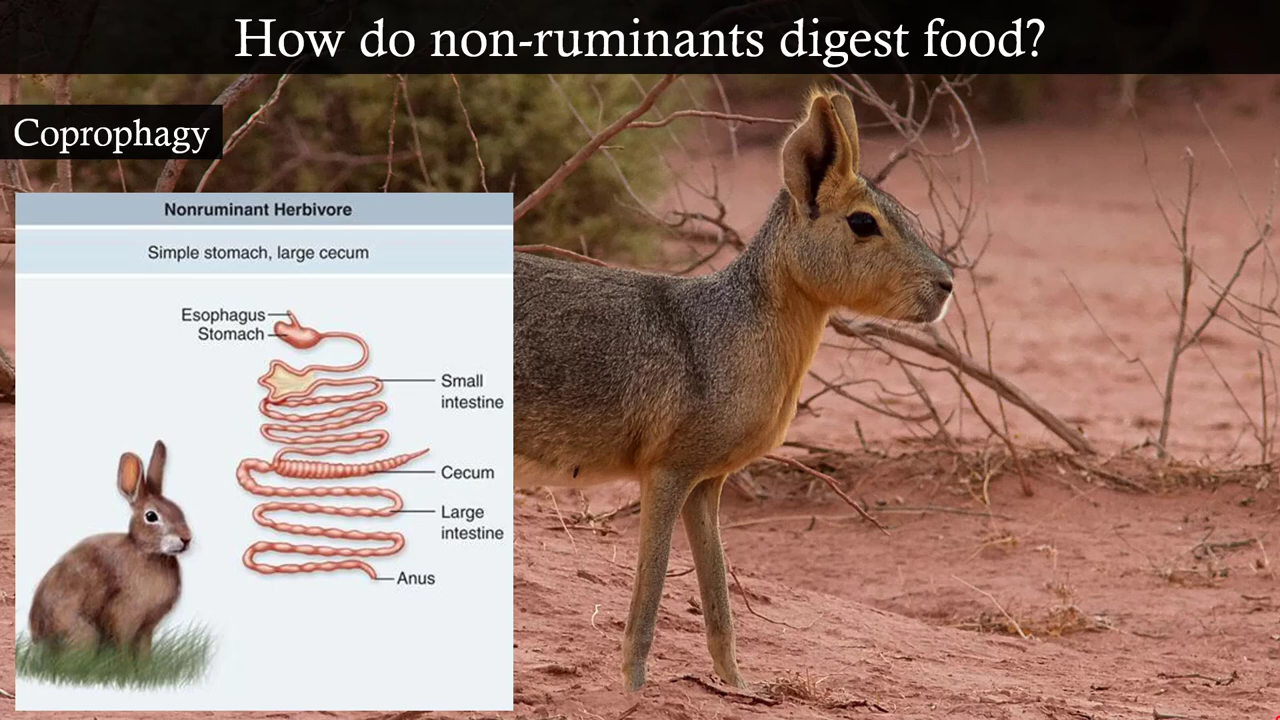 How do non-ruminants digest food?
Coprophagy
Nonruminant Herbivore
Simple stomach, large cecum
Esophagus
Stomach
Small
intestine
Cecum
Large
intestine
Anus